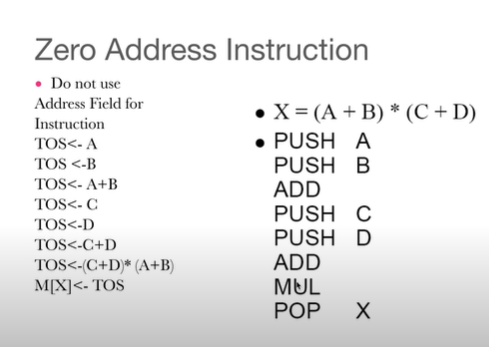 Zero Address Instruction
• Do not use
Address Field for
Instruction
TOS<- A
TOS <-B
TOS<- A+B
TOS<- C
TOS<-D
TOS<-C+D
TOS<-(C+D)* (A+B)
M[X]<- TOS
• X = (A + B) * (C + D)
• PUSH A
PUSH B
ADD
PUSH C
PUSH D
ADD
MUL
POP X